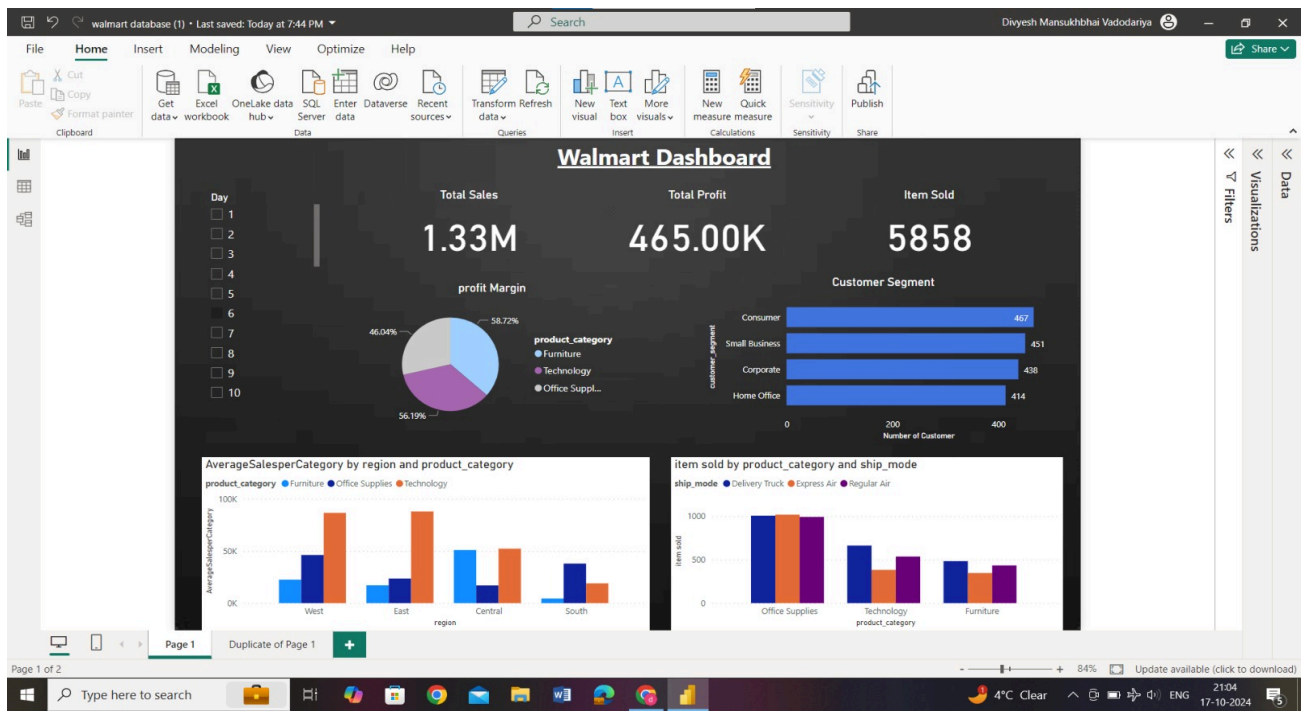 walmart database (1) • Last saved: Today at 7:44 PM
Search
Divyesh Mansukhbhai Vadodariya
File Home Insert Modeling View Optimize Help
Share
Paste
Cut
Copy
Format painter
Clipboard
Get data
Excel workbook
OneLake data hub
SQL Server
Enter data
Dataverse
Recent sources
Data
Transform data
Refresh
Queries
New visual
Text box
More visuals
Insert
New measure
Quick measure
Calculations
Sensitivity
Sensitivity
Publish
Share
Walmart Dashboard
Day
1
2
3
4
5
6
7
8
9
10
Total Sales
1.33M
Total Profit
465.00K
Item Sold
5858
profit Margin
46.04%
58.72%
56.19%
product_category
Furniture
Technology
Office Suppl...
Customer Segment
customer_segment
Consumer
467
Small Business
451
Corporate
438
Home Office
414
0 200 400
Number of Customer
AverageSalesperCategory by region and product_category
product_category Furniture Office Supplies Technology
AverageSalesperCategory
100K
50K
0K
West East Central South
region
item sold by product_category and ship_mode
ship_mode Delivery Truck Express Air Regular Air
item sold
1000
500
0
Office Supplies Technology Furniture
product_category
Filters
Visualizations
Data
Page 1
Duplicate of Page 1
Page 1 of 2
84%
Update available (click to download)
Type here to search
4°C Clear
ENG
21:04
17-10-2024
5